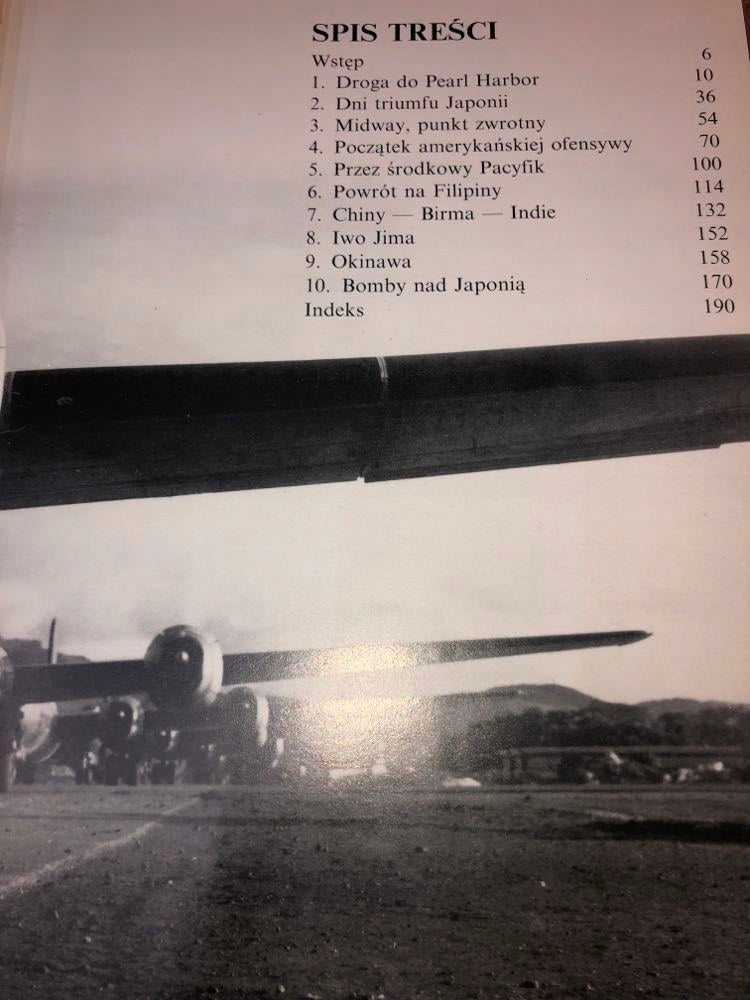 SPIS TREŚCI
Wstęp 6
1. Droga do Pearl Harbor 10
2. Dni triumfu Japonii 36
3. Midway, punkt zwrotny 54
4. Początek amerykańskiej ofensywy 70
5. Przez środkowy Pacyfik 100
6. Powrót na Filipiny 114
7. Chiny — Birma — Indie 132
8. Iwo Jima 152
9. Okinawa 158
10. Bomby nad Japonią 170
Indeks 190